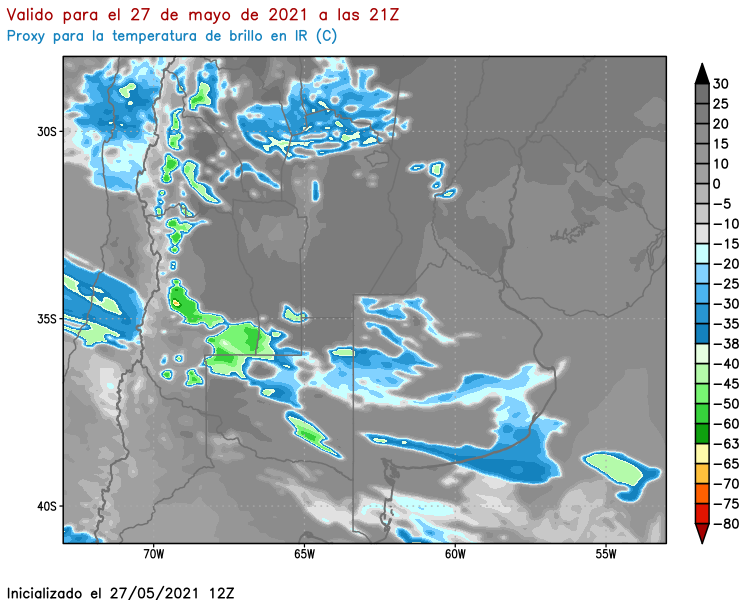 Valido para el 27 de mayo de 2021 a las 21Z
Proxy para la temperatura de brillo en IR (C)
30S
35S
40S
70W
65W
60W
55W
30
25
20
15
10
0
−5
−10
−15
−20
−25
−30
−35
−38
−40
−45
−50
−60
−63
−65
−70
−75
−80
Inicializado el 27/05/2021 12Z